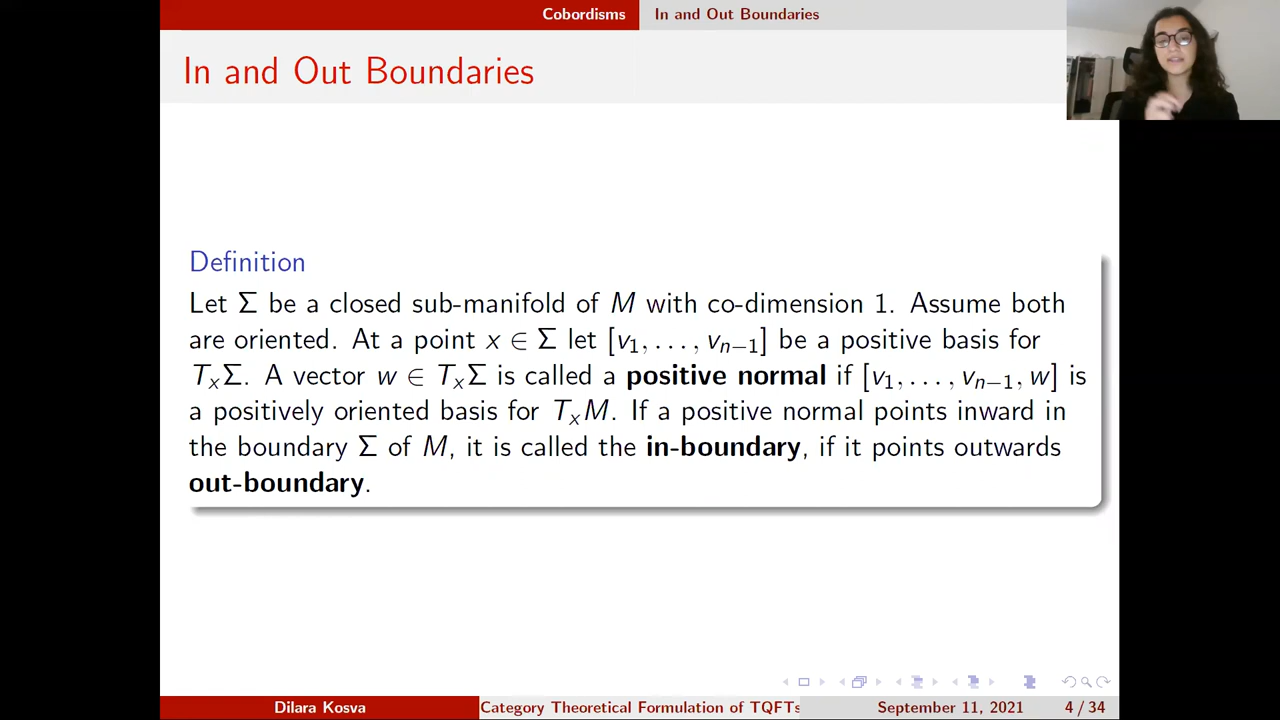 Cobordisms In and Out Boundaries
In and Out Boundaries
Definition
Let Σ be a closed sub-manifold of M with co-dimension 1. Assume both
are oriented. At a point x ∈ Σ let [v₁, . . . , vₙ₋₁] be a positive basis for
TₓΣ. A vector w ∈ TₓΣ is called a positive normal if [v₁, . . . , vₙ₋₁, w] is
a positively oriented basis for TₓM. If a positive normal points inward in
the boundary Σ of M, it is called the in-boundary, if it points outwards
out-boundary.
Dilara Kosva Category Theoretical Formulation of TQFTs September 11, 2021 4 / 34